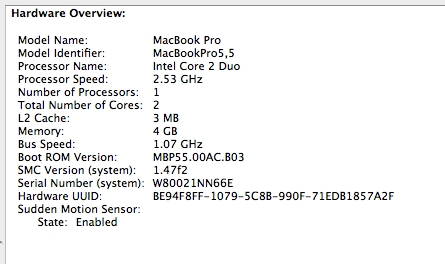 Hardware Overview:
Model Name: MacBook Pro
Model Identifier: MacBookPro5,5
Processor Name: Intel Core 2 Duo
Processor Speed: 2.53 GHz
Number of Processors: 1
Total Number of Cores: 2
L2 Cache: 3 MB
Memory: 4 GB
Bus Speed: 1.07 GHz
Boot ROM Version: MBP55.00AC.B03
SMC Version (system): 1.47f2
Serial Number (system): W80021NN66E
Hardware UUID: BE94F8FF-1079-5C8B-990F-71EDB1857A2F
Sudden Motion Sensor:
State: Enabled